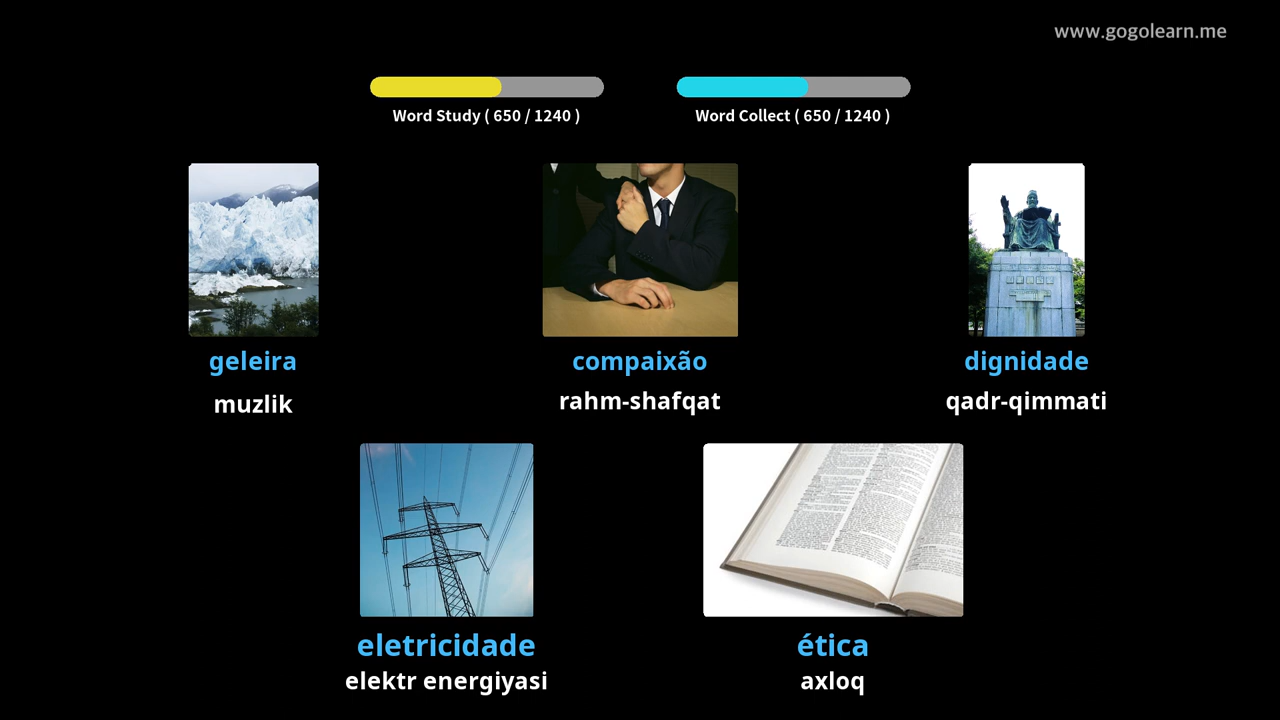 www.gogolearn.me
Word Study ( 650 / 1240 )
Word Collect ( 650 / 1240 )
geleira
muzlik
compaixão
rahm-shafqat
dignidade
qadr-qimmati
eletricidade
elektr energiyasi
ética
axloq